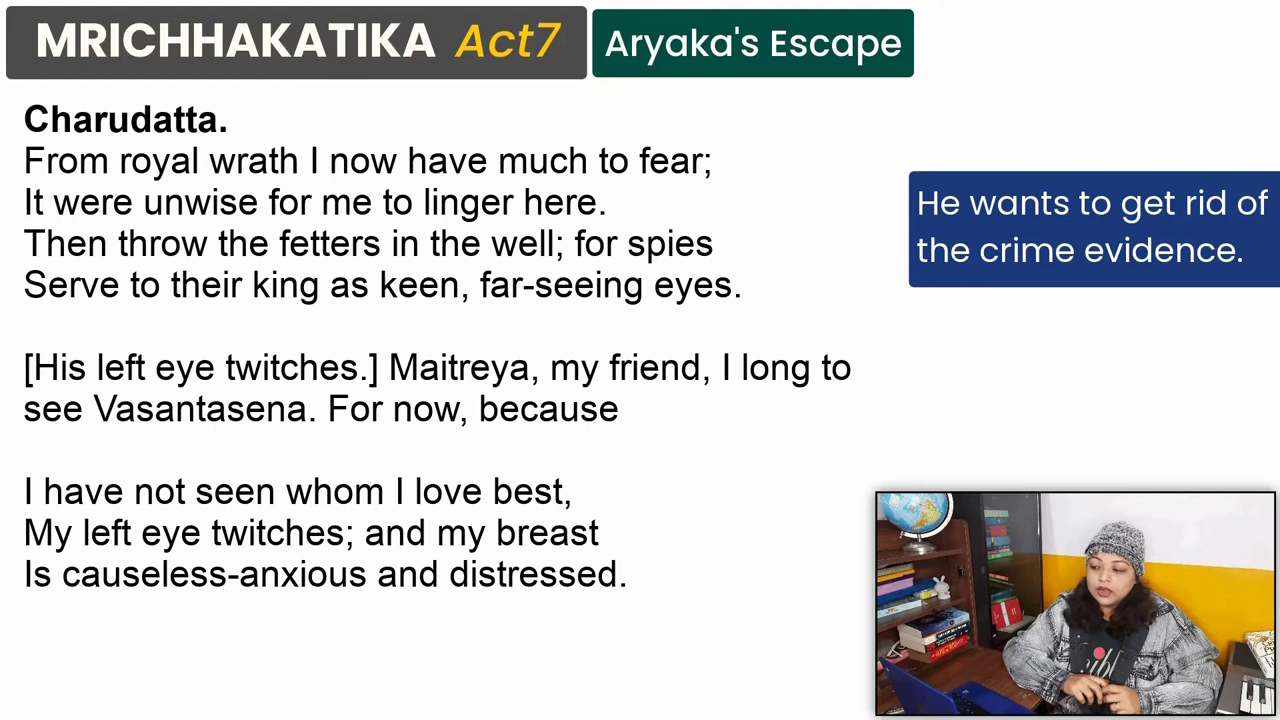 MRICHHAKATIKA Act7
Aryaka's Escape
Charudatta.
From royal wrath I now have much to fear;
It were unwise for me to linger here.
Then throw the fetters in the well; for spies
Serve to their king as keen, far-seeing eyes.
He wants to get rid of
the crime evidence.
[His left eye twitches.] Maitreya, my friend, I long to
see Vasantasena. For now, because
I have not seen whom I love best,
My left eye twitches; and my breast
Is causeless-anxious and distressed.